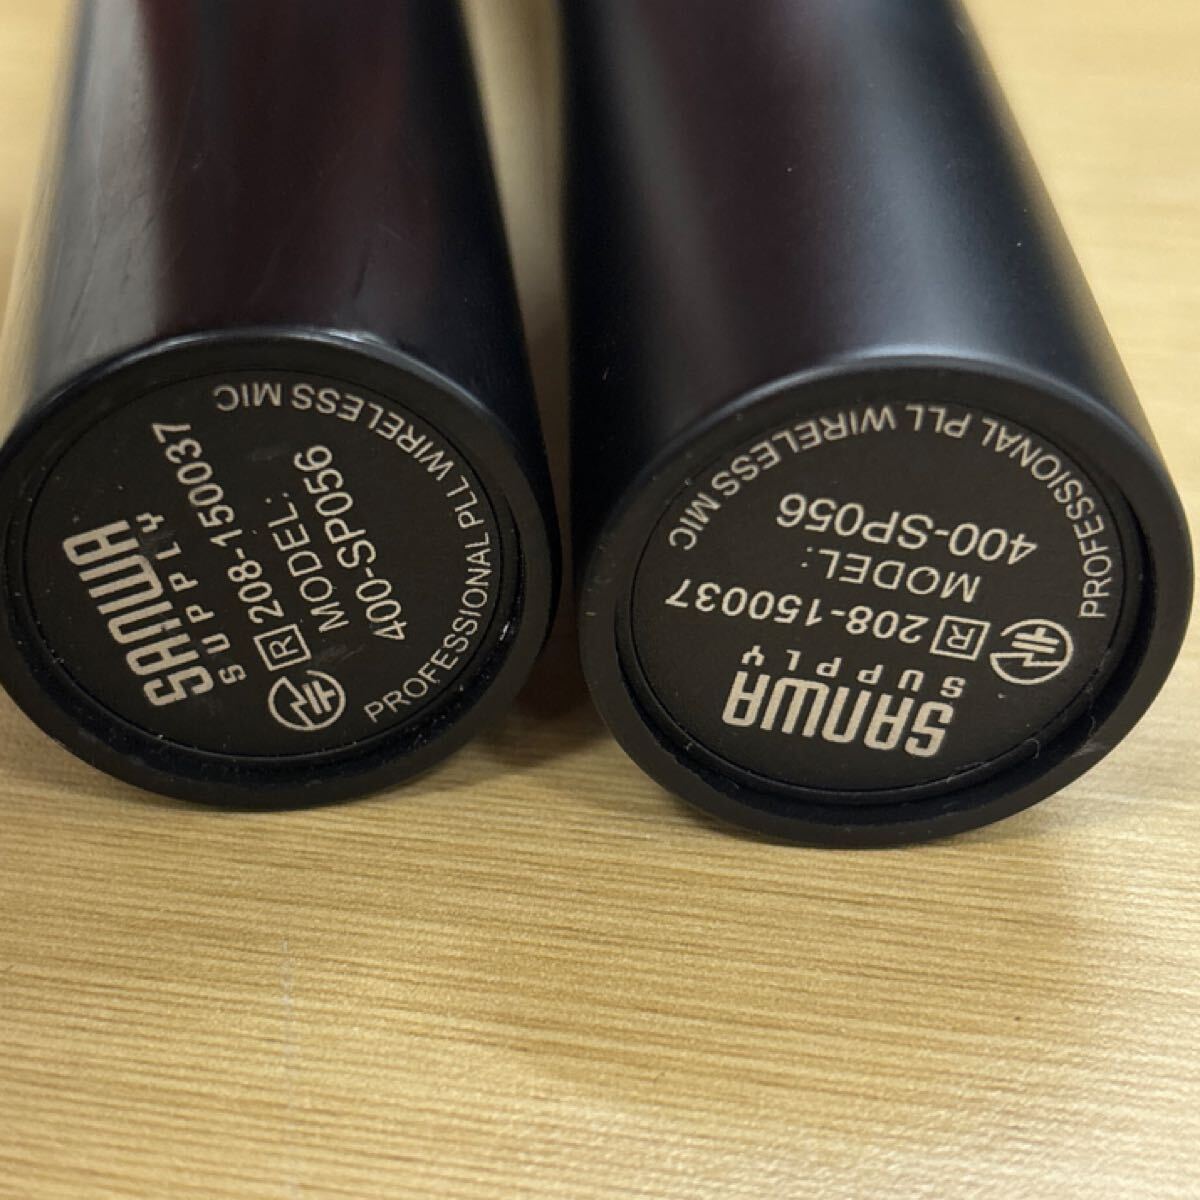 SANWA
SUPPLY
R 208-150037
MODEL:
400-SP056
PROFESSIONAL PLL WIRELESS MIC
SANWA
SUPPLY
R 208-150037
MODEL:
400-SP056
PROFESSIONAL PLL WIRELESS MIC